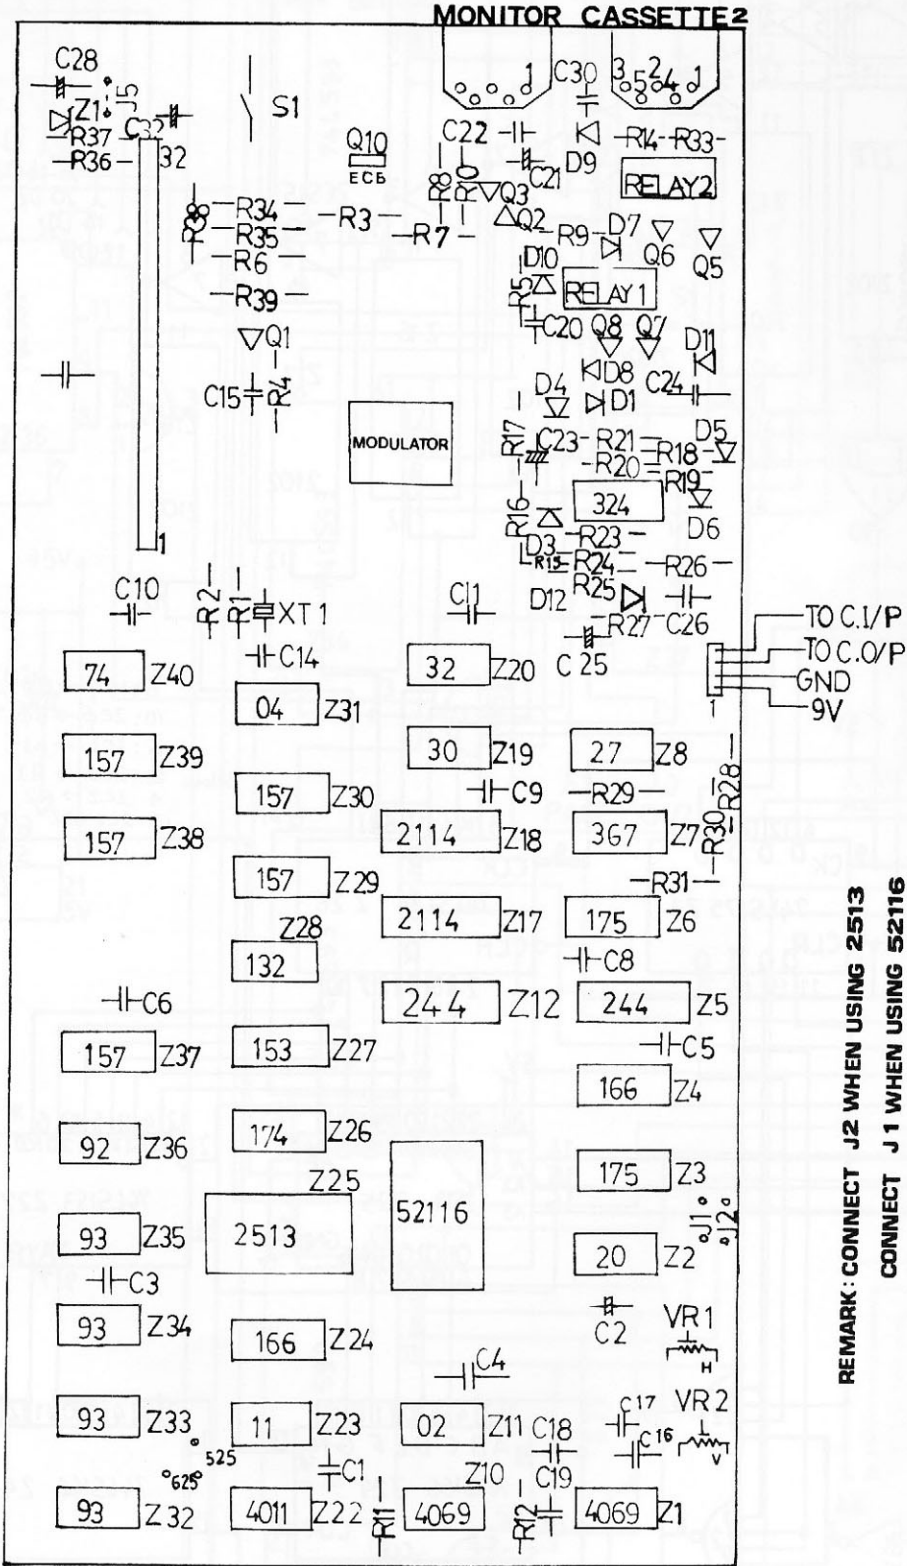 MONITOR CASSETTE2
C28
J5
Z1
R37
R36
C32
32
S1
Q10
ECB
1
C30
3 5 2 4 1
C22
C21
D9
R14 R33
RELAY2
R8
R10
Q3
Q2
R38
R34
R35
R6
R39
R3
R7
R9
D7
Q6
Q5
D10
R5
RELAY1
C20
Q8
Q7
D11
Q1
C15
R4
D8
D1
D4
C24
MODULATOR
R17
C23
R21
R20
R18
D5
R19
324
R16
D3
R23
D6
R15
R24
R25
R26
1
D12
R27
C26
C25
C10
R2
R1
XT1
C11
C14
TO C.I/P
TO C.O/P
GND
9V
1
74 Z40
04 Z31
32 Z20
157 Z39
157 Z30
30 Z19
27 Z8
C9
R29
R28
157 Z38
2114 Z18
367 Z7
R30
157 Z29
R31
Z28
132
2114 Z17
175 Z6
C8
C6
244 Z12
244 Z5
C5
157 Z37
153 Z27
166 Z4
92 Z36
174 Z26
Z25
2513
52116
175 Z3
J1
J2
93 Z35
20 Z2
C3
C2
VR1
H
93 Z34
166 Z24
C4
VR2
V
93 Z33
11 Z23
02 Z11
C18
C17
C16
525
625
C1
Z10
C19
93 Z32
4011 Z22
R11
4069
R12
4069 Z1
REMARK: CONNECT J2 WHEN USING 2513
CONNECT J1 WHEN USING 52116